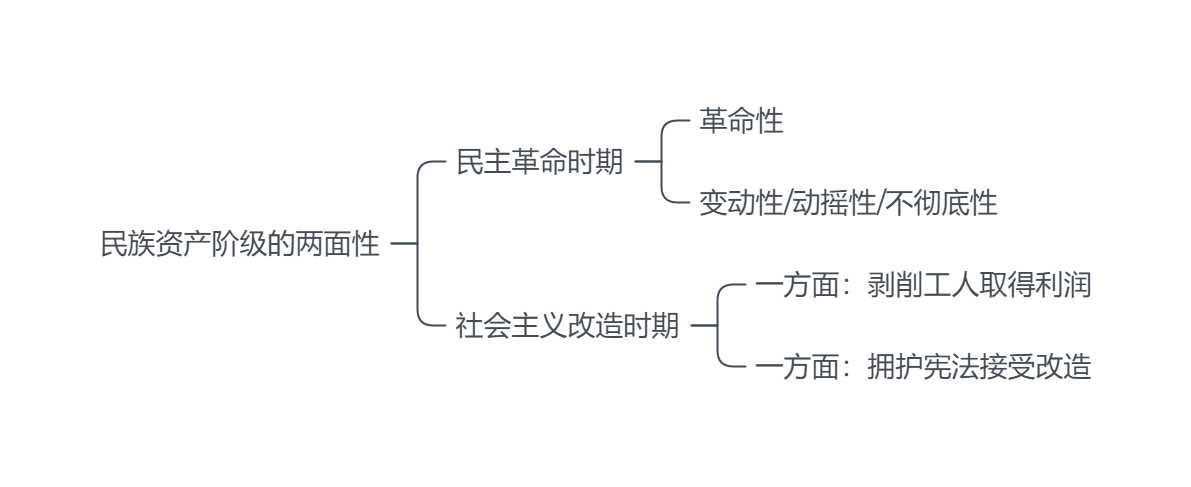 民族资产阶级的两面性
民主革命时期
革命性
变动性/动摇性/不彻底性
社会主义改造时期
一方面：剥削工人取得利润
一方面：拥护宪法接受改造